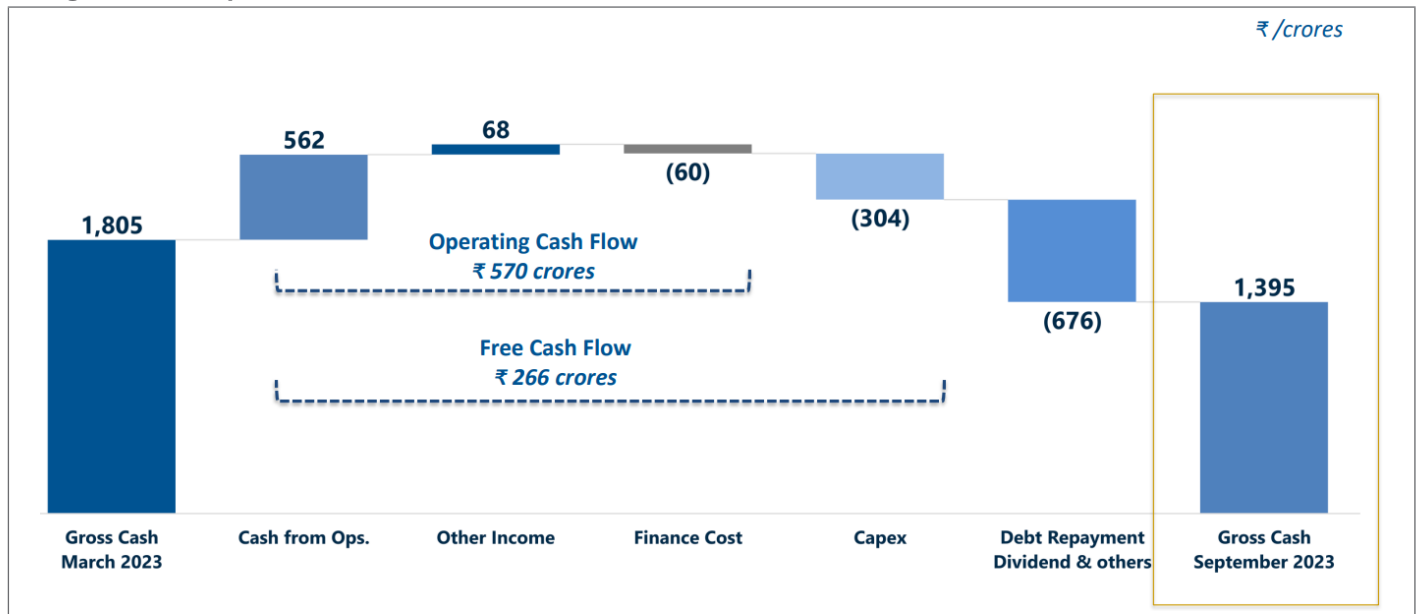 ₹ /crores
1,805
562
68
(60)
(304)
(676)
1,395
Operating Cash Flow
₹ 570 crores
Free Cash Flow
₹ 266 crores
Gross Cash
March 2023
Cash from Ops.
Other Income
Finance Cost
Capex
Debt Repayment
Dividend & others
Gross Cash
September 2023